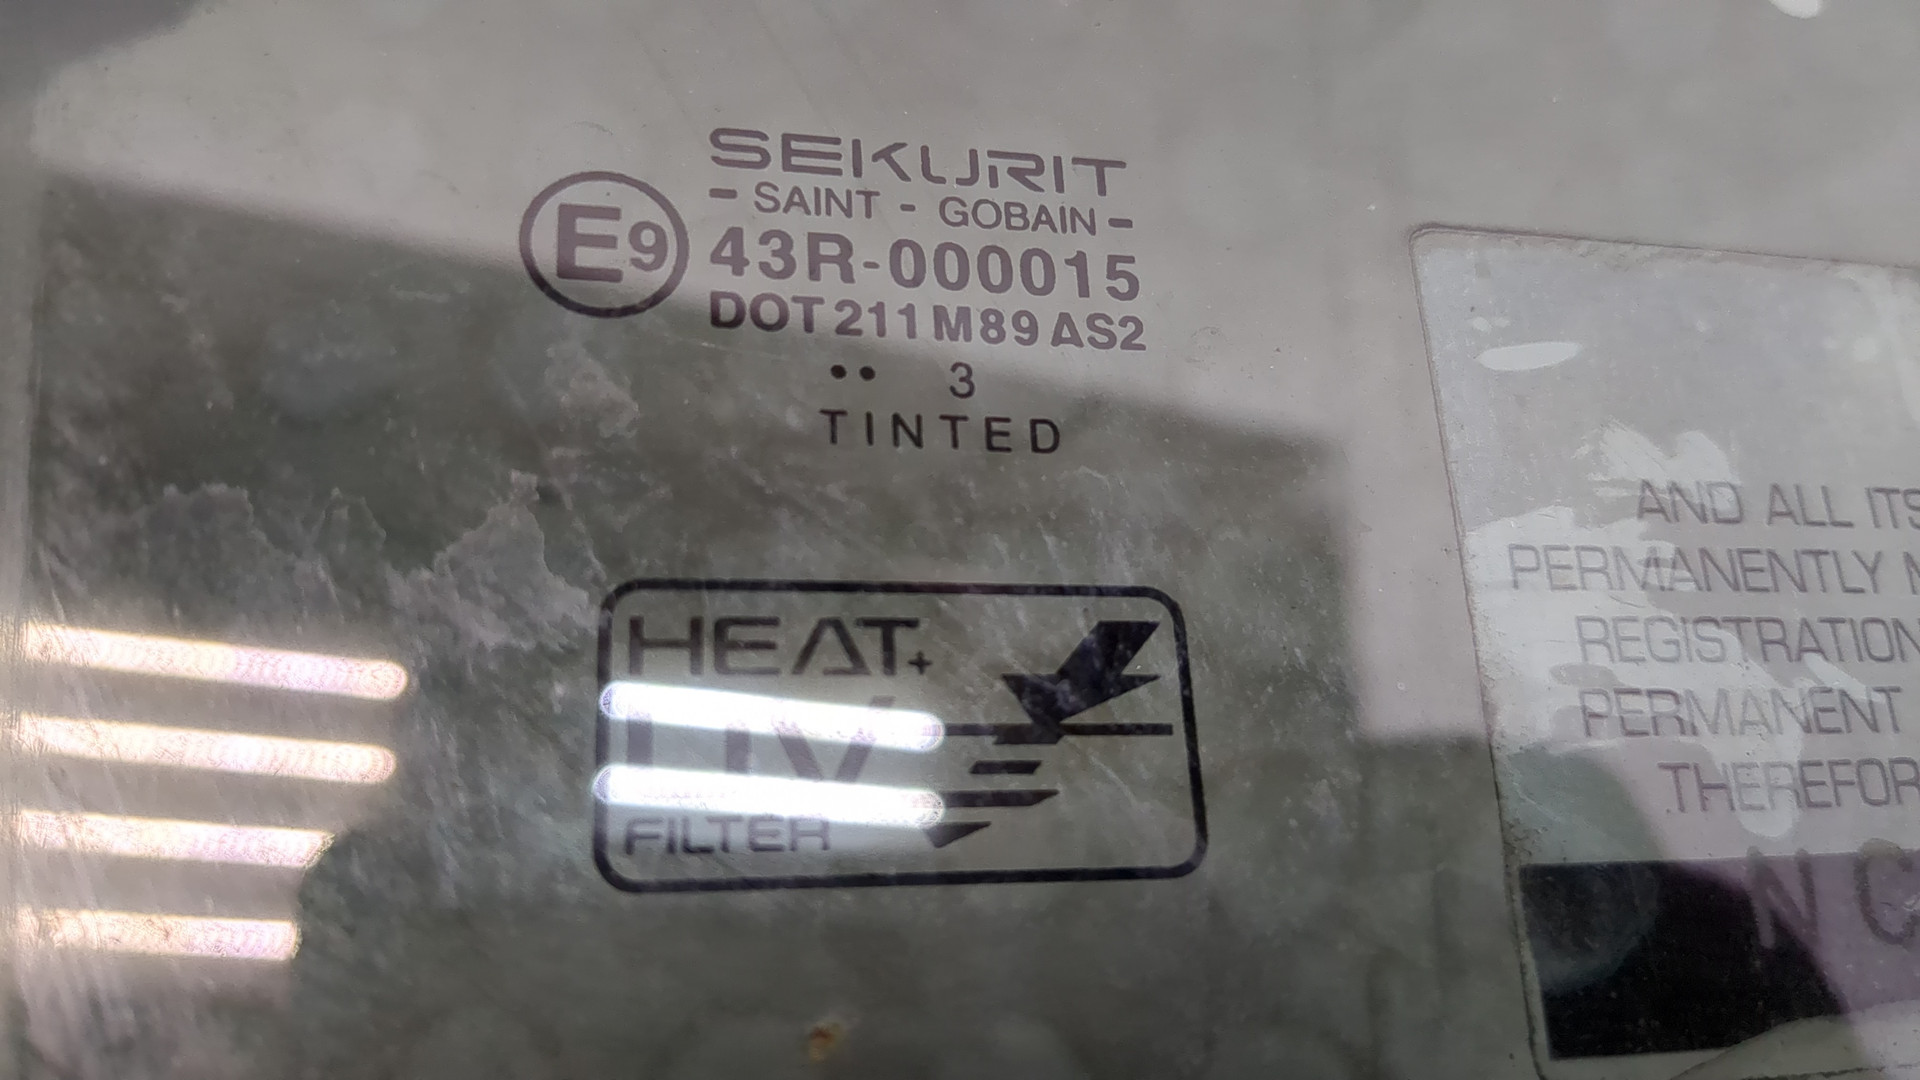 SEKURIT
- SAINT - GOBAIN -
E9 43R-000015
DOT 211 M89 AS2
•• 3
TINTED
HEAT+
UV
FILTER
AND ALL ITS
PERMANENTLY
REGISTRATION
PERMANENT